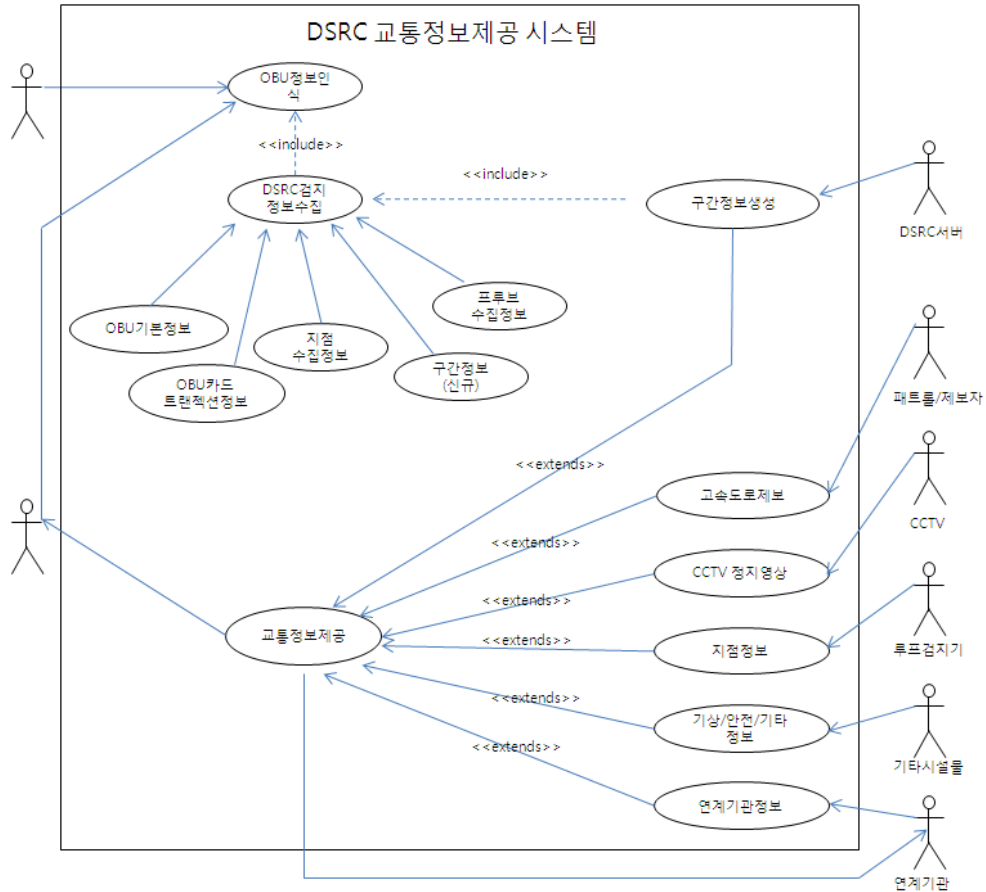 DSRC 교통정보제공 시스템
OBU정보인
식
<<include>>
DSRC검지
정보수집
<<include>>
구간정보생성
DSRC서버
프루브
수집정보
OBU기본정보
지점
수집정보
구간정보
(신규)
OBU카드
트랜젝션정보
패트롤/제보자
<<extends>>
고속도로제보
CCTV
<<extends>>
CCTV 정지영상
<<extends>>
교통정보제공
<<extends>>
지점정보
루프검지기
<<extends>>
기상/안전/기타
정보
<<extends>>
기타시설물
연계기관정보
연계기관